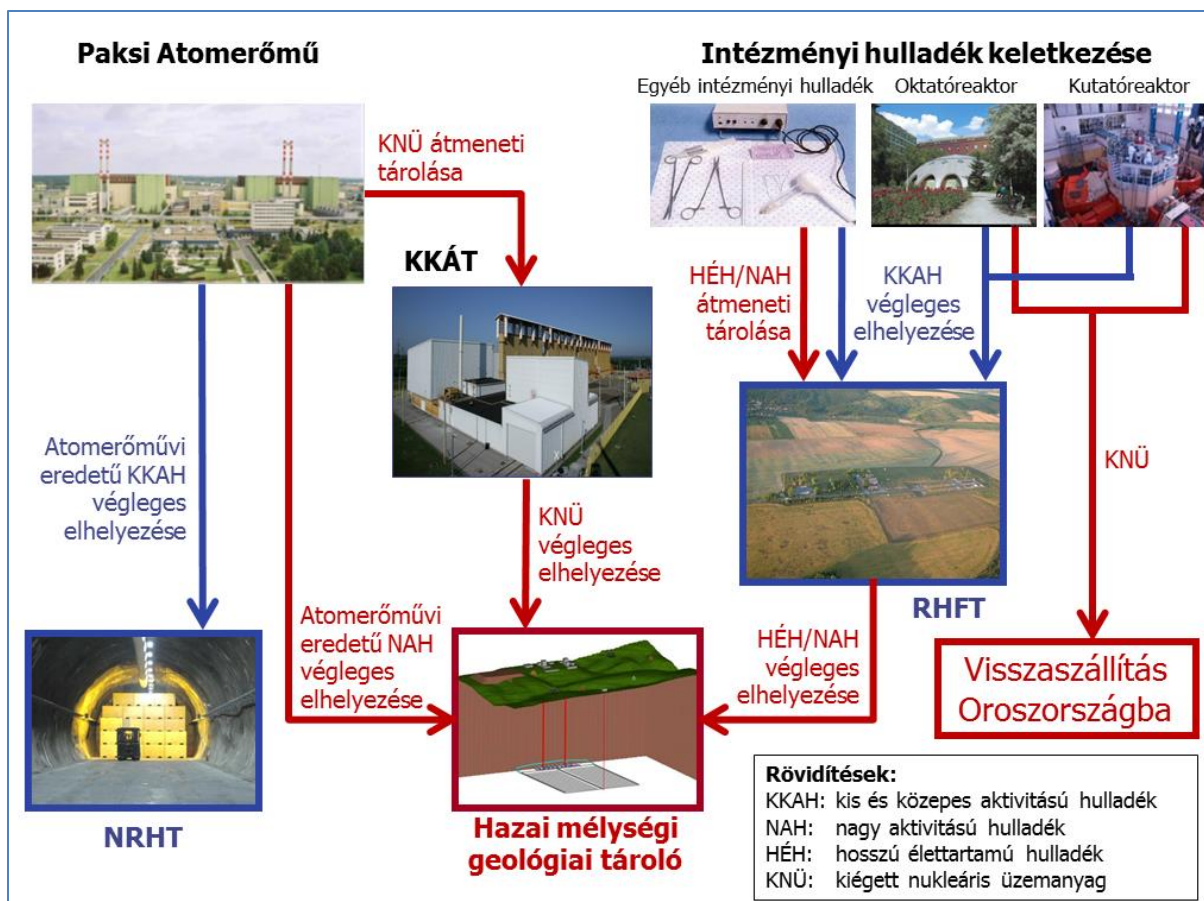 Paksi Atomerőmű
Intézményi hulladék keletkezése
Egyéb intézményi hulladék
Oktatóreaktor
Kutatóreaktor
KNÜ átmeneti
tárolása
KKÁT
HÉH/NAH
átmeneti
tárolása
KKAH
végleges
elhelyezése
Atomerőművi
eredetű KKAH
végleges
elhelyezése
KNÜ
végleges
elhelyezése
KNÜ
RHFT
Atomerőművi
eredetű NAH
végleges
elhelyezése
HÉH/NAH
végleges
elhelyezése
Visszaszállítás
Oroszországba
NRHT
Hazai mélységi
geológiai tároló
Rövidítések:
KKAH: kis és közepes aktivitású hulladék
NAH: nagy aktivitású hulladék
HÉH: hosszú élettartamú hulladék
KNÜ: kiégett nukleáris üzemanyag